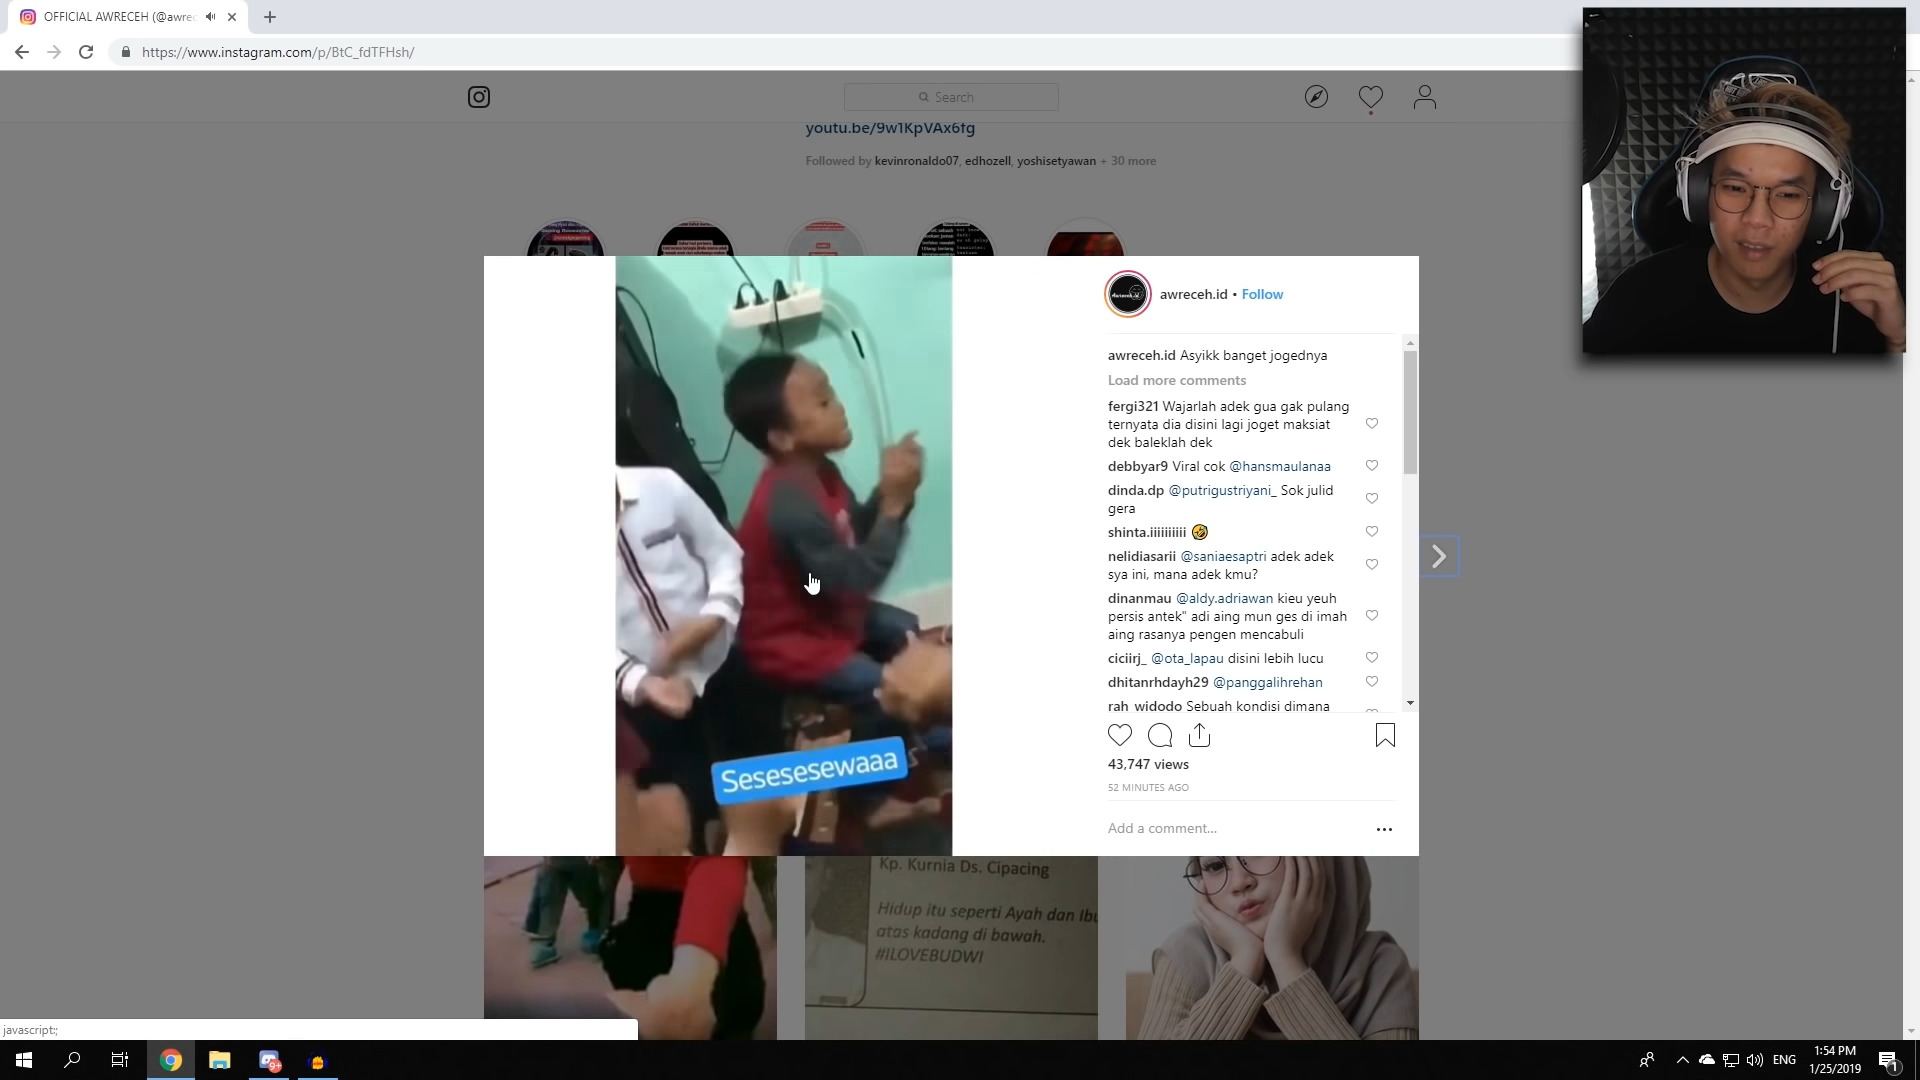 OFFICIAL AWRECEH (@awrec
https://www.instagram.com/p/BtC_fdTFHsh/
Search
youtu.be/9w1KpVAx6fg
Followed by kevinronaldo07, edhozell, yoshisetyawan + 30 more
awreceh.id • Follow
awreceh.id Asyikk banget jogednya
Load more comments
fergi321 Wajarlah adek gua gak pulang
ternyata dia disini lagi joget maksiat
dek baleklah dek
debbyar9 Viral cok @hansmaulanaa
dinda.dp @putrigustriyani_ Sok julid
gera
shinta.iiiiiiiiii 🤣
nelidiasarii @saniaesaptri adek adek
sya ini, mana adek kmu?
dinanmau @aldy.adriawan kieu yeuh
persis antek" adi aing mun ges di imah
aing rasanya pengen mencabuli
ciciirj_ @ota_lapau disini lebih lucu
dhitanrhdayh29 @panggalihrehan
rah_widodo Sebuah kondisi dimana
43,747 views
52 MINUTES AGO
Add a comment...
Sesesesewaaa
Kp. Kurnia Ds. Cipacing
Hidup itu seperti Ayah dan Ibu
atas kadang di bawah.
#ILOVEBUDWI
javascript:;
9+
ENG
1:54 PM
1/25/2019
1